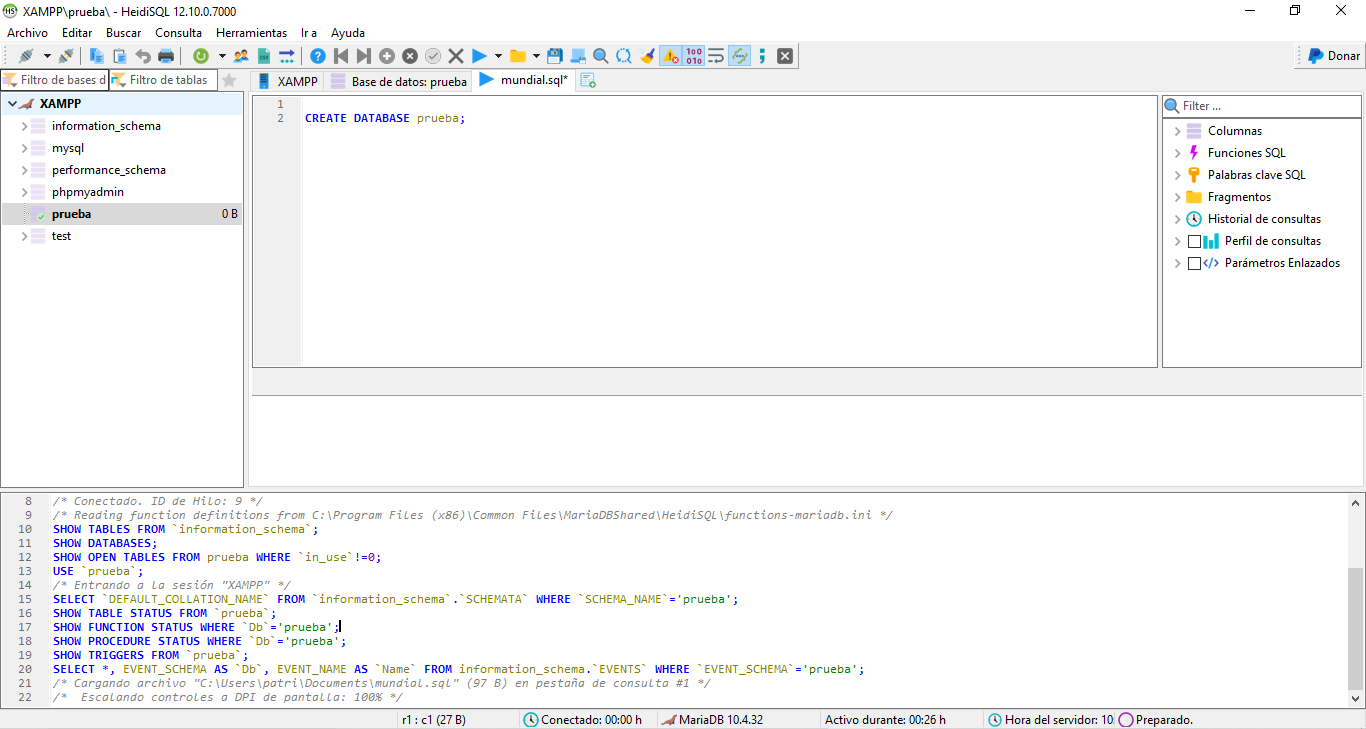 XAMPP\prueba\ - HeidiSQL 12.10.0.7000
Archivo Editar Buscar Consulta Herramientas Ir a Ayuda
Donar
Filtro de bases d Filtro de tablas
XAMPP Base de datos: prueba mundial.sql*
XAMPP
information_schema
mysql
performance_schema
phpmyadmin
prueba 0 B
test
1
2 CREATE DATABASE prueba;
Filter ...
Columnas
Funciones SQL
Palabras clave SQL
Fragmentos
Historial de consultas
Perfil de consultas
Parámetros Enlazados
8 /* Conectado. ID de Hilo: 9 */
9 /* Reading function definitions from C:\Program Files (x86)\Common Files\MariaDBShared\HeidiSQL\functions-mariadb.ini */
10 SHOW TABLES FROM `information_schema`;
11 SHOW DATABASES;
12 SHOW OPEN TABLES FROM prueba WHERE `in_use`!=0;
13 USE `prueba`;
14 /* Entrando a la sesión "XAMPP" */
15 SELECT `DEFAULT_COLLATION_NAME` FROM `information_schema`.`SCHEMATA` WHERE `SCHEMA_NAME`='prueba';
16 SHOW TABLE STATUS FROM `prueba`;
17 SHOW FUNCTION STATUS WHERE `Db`='prueba';
18 SHOW PROCEDURE STATUS WHERE `Db`='prueba';
19 SHOW TRIGGERS FROM `prueba`;
20 SELECT *, EVENT_SCHEMA AS `Db`, EVENT_NAME AS `Name` FROM information_schema.`EVENTS` WHERE `EVENT_SCHEMA`='prueba';
21 /* Cargando archivo "C:\Users\patri\Documents\mundial.sql" (97 B) en pestaña de consulta #1 */
22 /*  Escalando controles a DPI de pantalla: 100% */
r1 : c1 (27 B) Conectado: 00:00 h MariaDB 10.4.32 Activo durante: 00:26 h Hora del servidor: 10 Preparado.